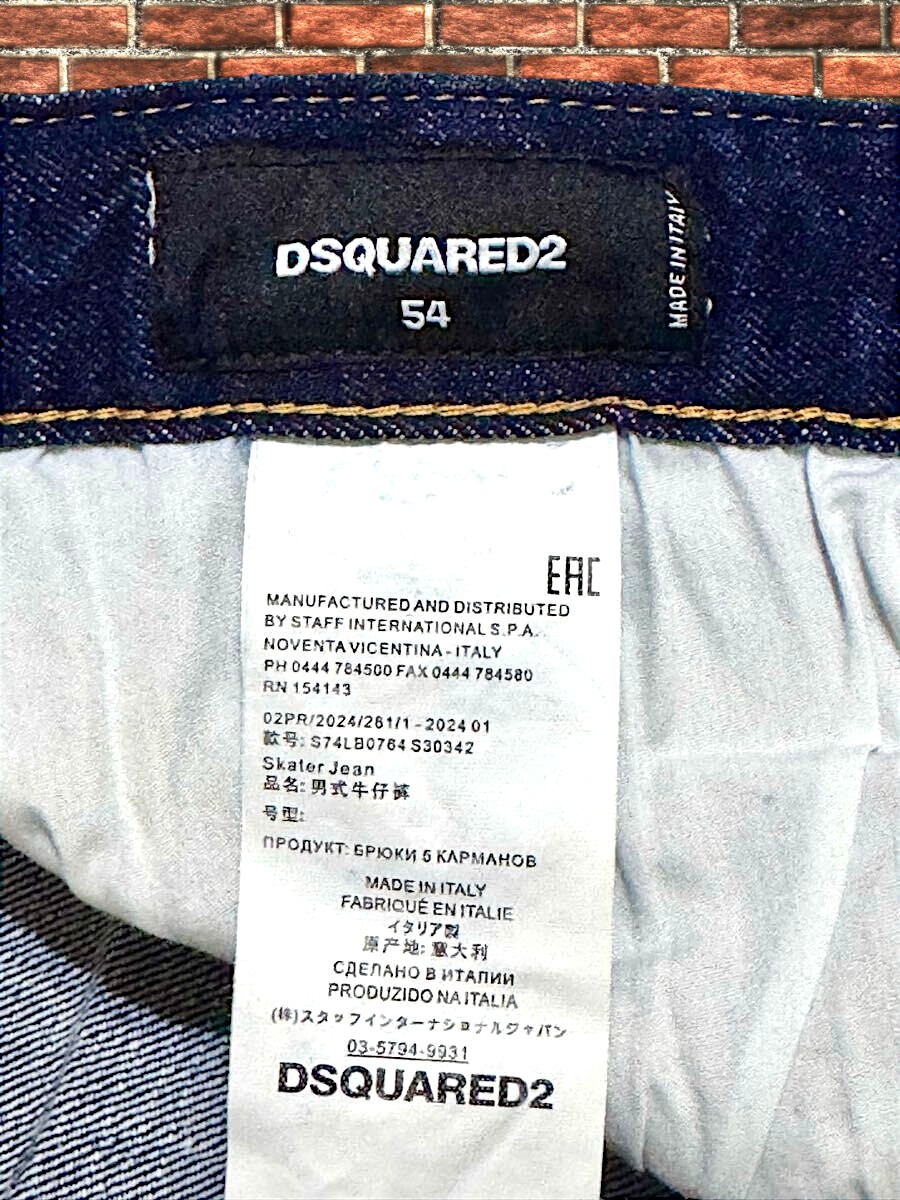 DSQUARED2
54
MADE IN ITALY
EAC
MANUFACTURED AND DISTRIBUTED
BY STAFF INTERNATIONAL S.P.A.
NOVENTA VICENTINA - ITALY
PH 0444 784500 FAX 0444 784580
RN 154143
02PR/2024/281/1 - 2024 01
款号: S74LB0764 S30342
Skater Jean
品名: 男式牛仔裤
号型:
ПРОДУКТ: БРЮКИ 5 КАРМАНОВ
MADE IN ITALY
FABRIQUÉ EN ITALIE
イタリア製
原产地: 意大利
СДЕЛАНО В ИТАЛИИ
PRODUZIDO NA ITALIA
(株)スタッフインターナショナルジャパン
03-5794-9931
DSQUARED2